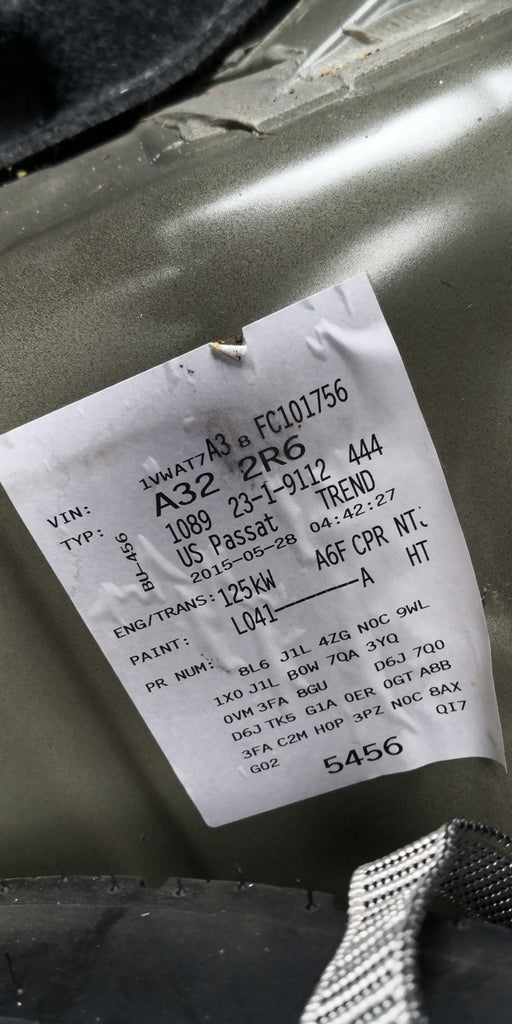 VIN: 1VWAT7A3 8 FC101756
TYP: A32 2R6
BU-456
1089 23-1-9112 444
US Passat TREND
2015-05-28 04:42:27
ENG/TRANS: 125kW A6F CPR NT.
PAINT: L041————A HT
PR NUM: 8L6 J1L 4ZG N0C 9WL
1X0 J1L B0W 7QA 3YQ
0VM 3FA 8GU D6J 7Q0
D6J TK5 G1A 0ER 0GT A8B
3FA C2M H0P 3PZ N0C 8AX
G02 QI7
5456